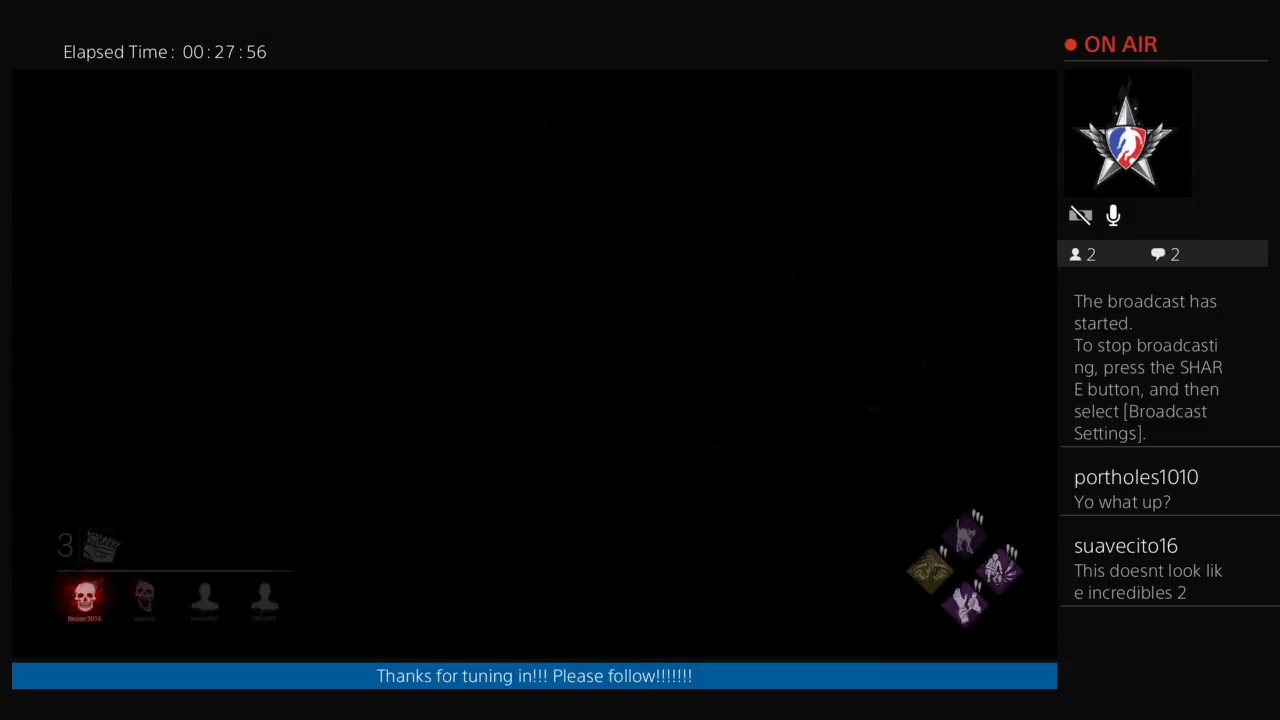 Elapsed Time: 00:27:56
ON AIR
2
2
The broadcast has
started.
To stop broadcasti
ng, press the SHAR
E button, and then
select [Broadcast
Settings].
portholes1010
Yo what up?
suavecito16
This doesnt look lik
e incredibles 2
3
Bruiser3016
Thanks for tuning in!!! Please follow!!!!!!!